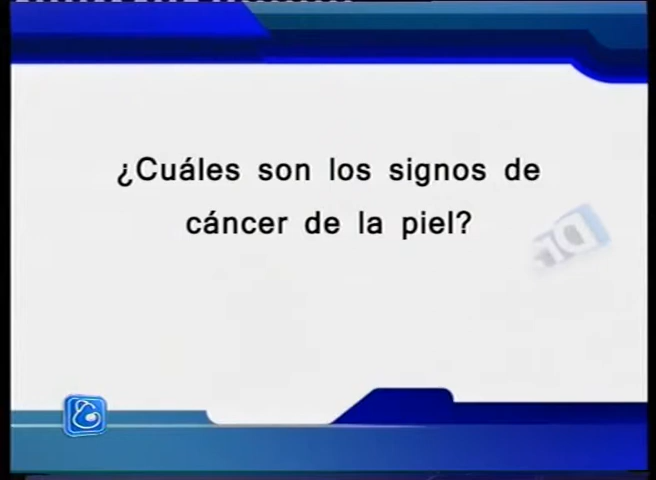 ¿Cuáles son los signos de
cáncer de la piel?